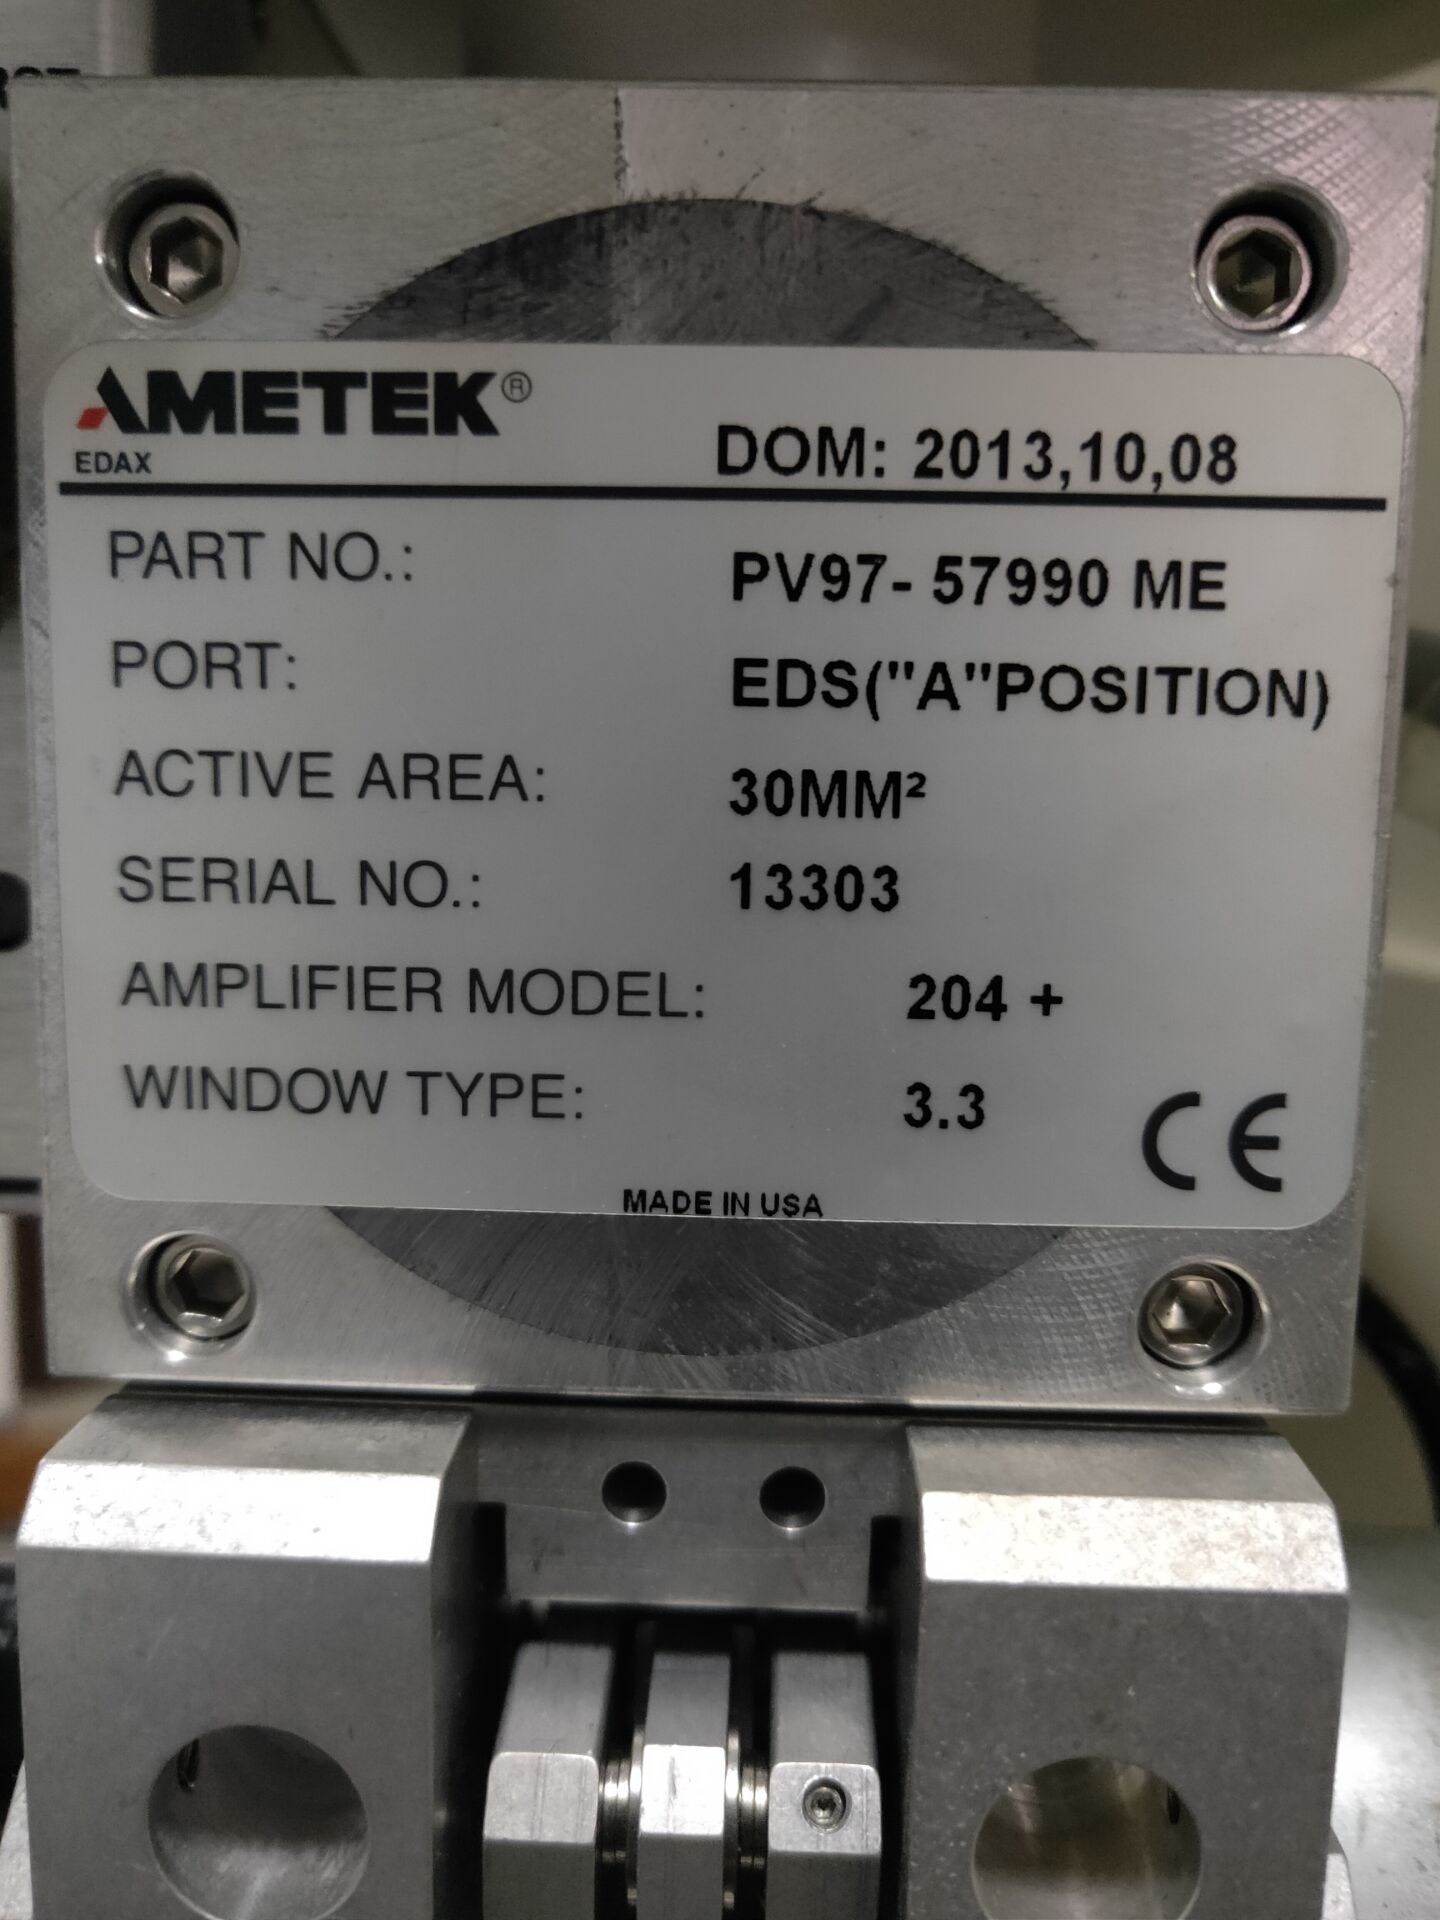 AMETEK®
EDAX
DOM: 2013,10,08
PART NO.: PV97- 57990 ME
PORT: EDS("A"POSITION)
ACTIVE AREA: 30MM²
SERIAL NO.: 13303
AMPLIFIER MODEL: 204 +
WINDOW TYPE: 3.3
CE
MADE IN USA